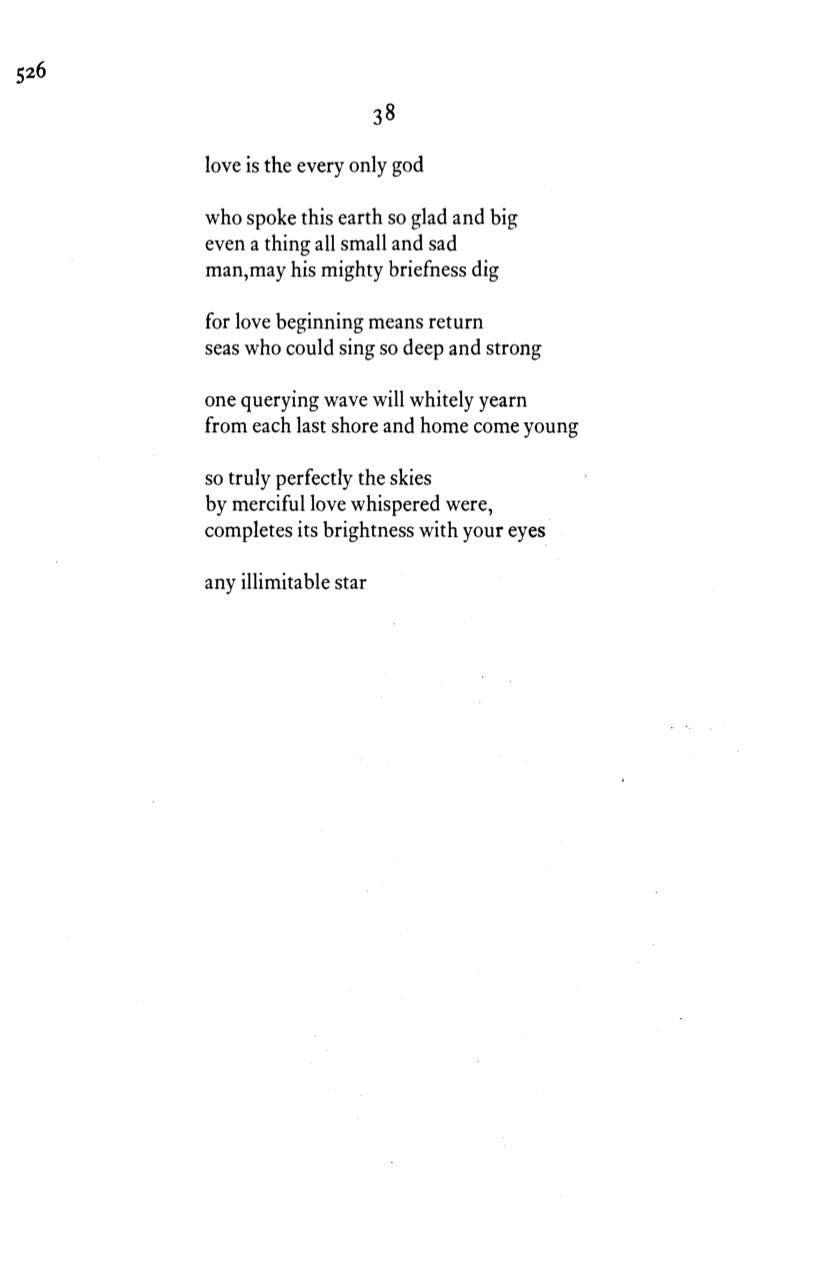 526
38
love is the every only god
who spoke this earth so glad and big
even a thing all small and sad
man,may his mighty briefness dig
for love beginning means return
seas who could sing so deep and strong
one querying wave will whitely yearn
from each last shore and home come young
so truly perfectly the skies
by merciful love whispered were,
completes its brightness with your eyes
any illimitable star